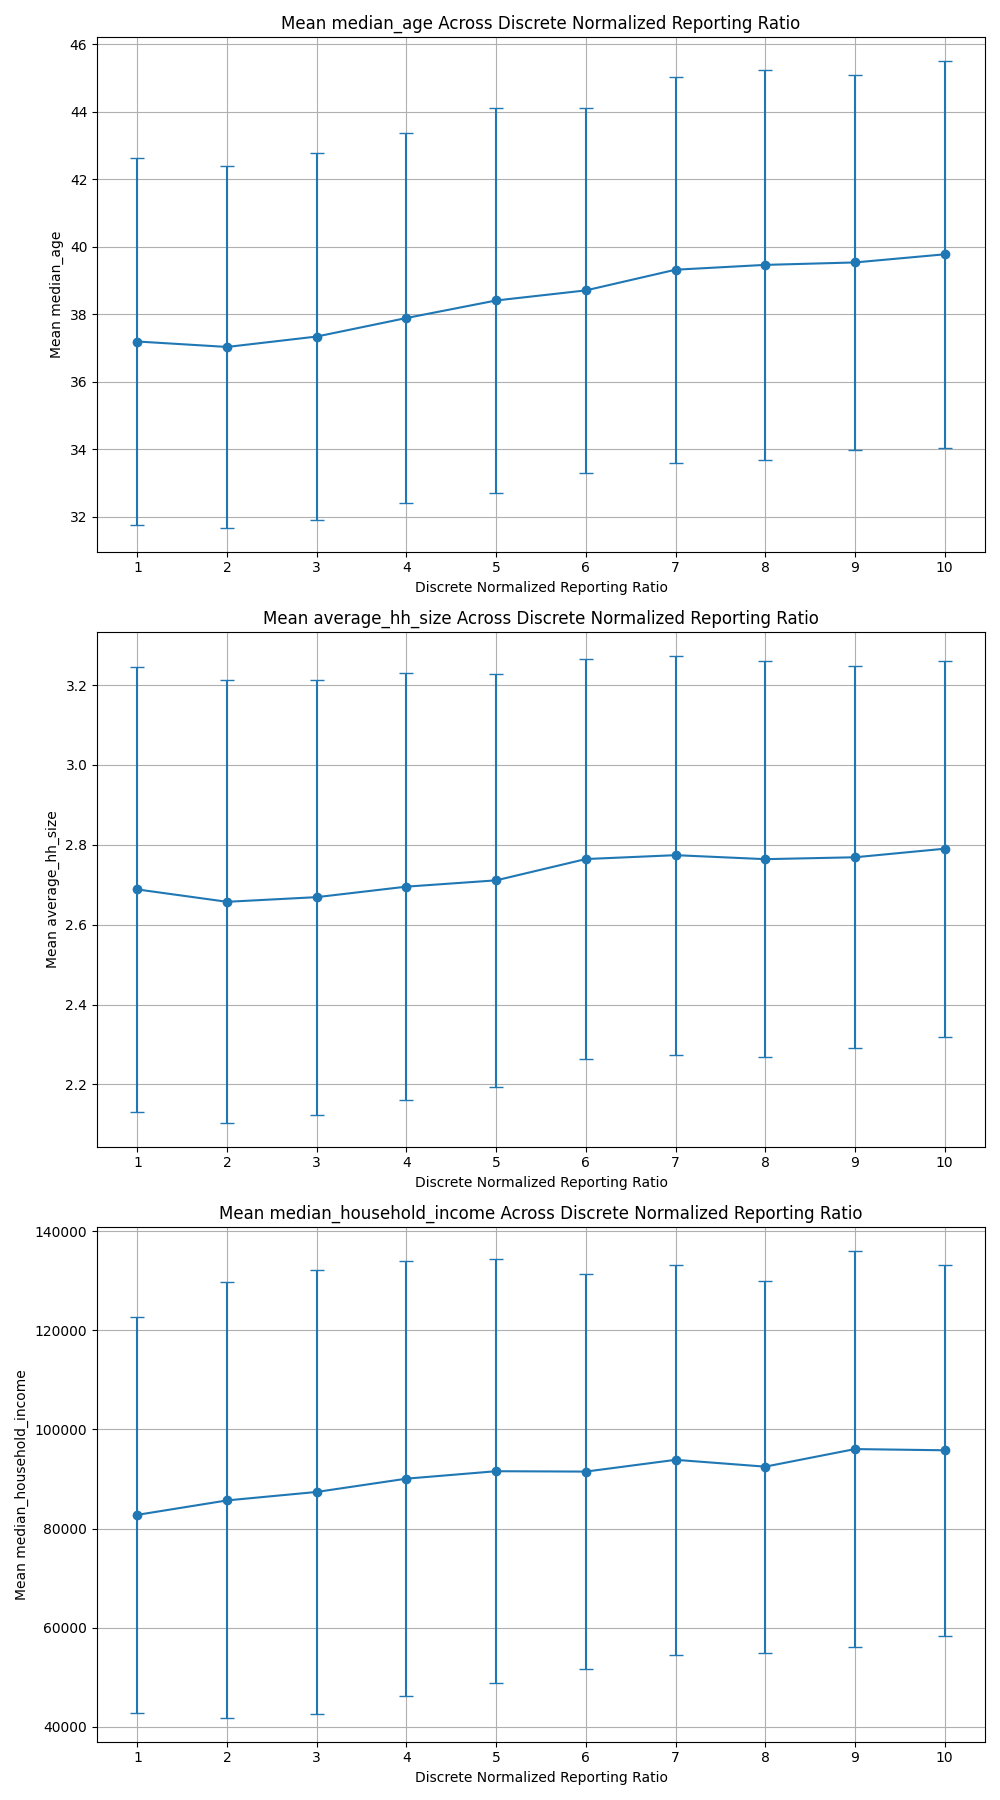 Mean median_age Across Discrete Normalized Reporting Ratio
46
44
42
40
38
36
34
32
Mean median_age
1 2 3 4 5 6 7 8 9 10
Discrete Normalized Reporting Ratio
Mean average_hh_size Across Discrete Normalized Reporting Ratio
3.2
3.0
2.8
2.6
2.4
2.2
Mean average_hh_size
1 2 3 4 5 6 7 8 9 10
Discrete Normalized Reporting Ratio
Mean median_household_income Across Discrete Normalized Reporting Ratio
140000
120000
100000
80000
60000
40000
Mean median_household_income
1 2 3 4 5 6 7 8 9 10
Discrete Normalized Reporting Ratio